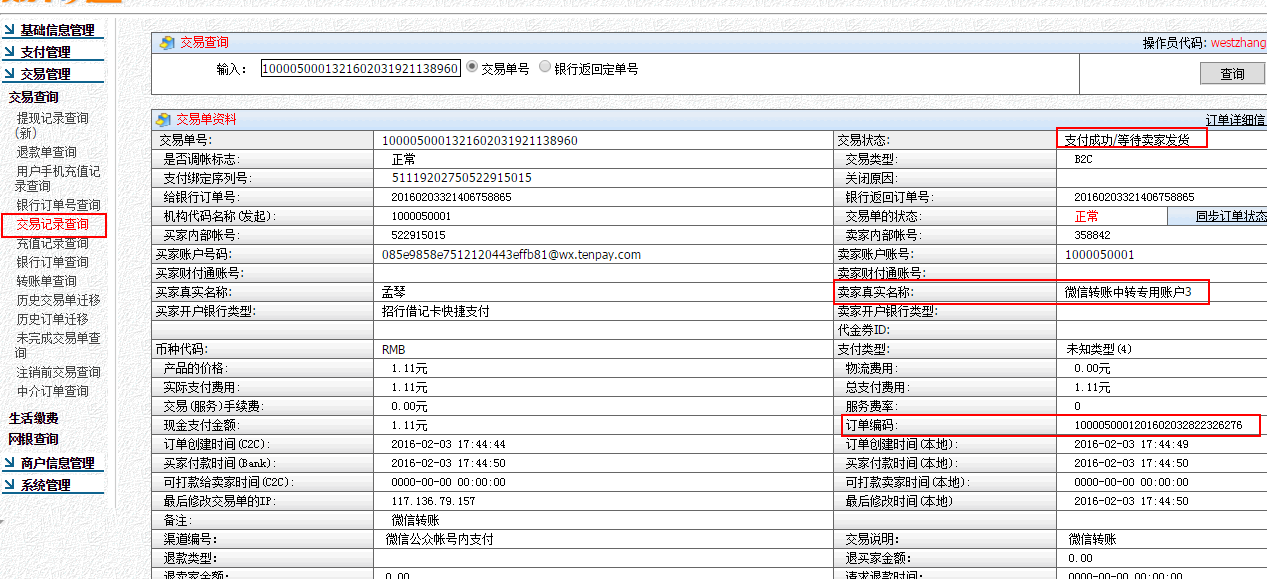 基础信息管理
支付管理
交易管理
交易查询
提现记录查询
（新）
退款单查询
用户手机充值记
录查询
银行订单号查询
交易记录查询
充值记录查询
银行订单查询
转账单查询
历史交易单迁移
历史订单迁移
未完成交易单查
询
注销前交易查询
中介订单查询
生活缴费
网银查询
商户信息管理
系统管理
交易查询 操作员代码: westzhang
输入: 1000050001321602031921138960 交易单号 银行返回定单号 查询
交易单资料 订单详细信
交易单号: 1000050001321602031921138960 交易状态: 支付成功/等待卖家发货
是否调帐标志: 正常 交易类型: B2C
支付绑定序列号: 51119202750522915015 关闭原因:
给银行订单号: 20160203321406758865 银行返回订单号: 20160203321406758865
机构代码名称(发起): 1000050001 交易单的状态: 正常 同步订单状态
买家内部帐号: 522915015 卖家内部帐号: 358842
买家账户号码: 085e9858e7512120443effb81@wx.tenpay.com 卖家账户账号: 1000050001
买家财付通账号: 卖家财付通账号:
买家真实名称: 孟琴 卖家真实名称: 微信转账中转专用账户3
买家开户银行类型: 招行借记卡快捷支付 卖家开户银行类型:
代金券ID:
币种代码: RMB 支付类型: 未知类型(4)
产品的价格: 1.11元 物流费用: 0.00元
实际支付费用: 1.11元 总支付费用: 1.11元
交易(服务)手续费: 0.00元 服务费率: 0
现金支付金额: 1.11元 订单编码: 1000050001201602032822326276
订单创建时间(C2C): 2016-02-03 17:44:44 订单创建时间(本地): 2016-02-03 17:44:49
买家付款时间(Bank): 2016-02-03 17:44:50 买家付款时间(本地): 2016-02-03 17:44:50
可打款给卖家时间(C2C): 0000-00-00 00:00:00 可打款卖家时间(本地): 0000-00-00 00:00:00
最后修改交易单的IP: 117.136.79.157 最后修改时间(本地) 2016-02-03 17:44:50
备注: 微信转账
渠道编号: 微信公众帐号内支付 交易说明: 微信转账
退款类型: 退买家金额: 0.00
退卖家金额: 0.00 请求退款时间: 0000-00-00 00:00:00